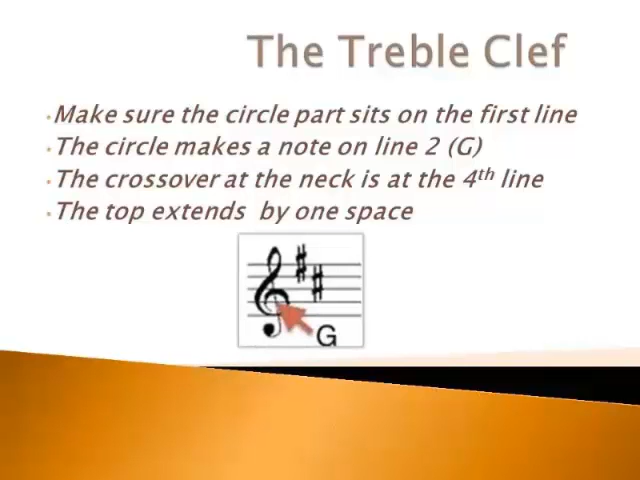 The Treble Clef
•Make sure the circle part sits on the first line
•The circle makes a note on line 2 (G)
•The crossover at the neck is at the 4th line
•The top extends  by one space
G